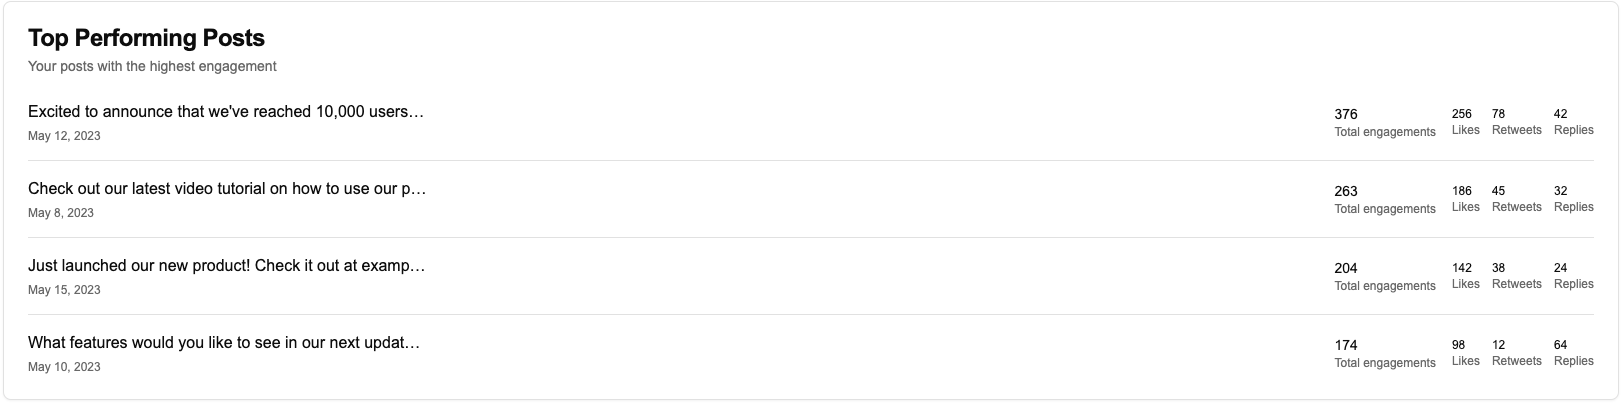 Top Performing Posts
Your posts with the highest engagement
Excited to announce that we've reached 10,000 users…
May 12, 2023
376
Total engagements
256
Likes
78
Retweets
42
Replies
Check out our latest video tutorial on how to use our p…
May 8, 2023
263
Total engagements
186
Likes
45
Retweets
32
Replies
Just launched our new product! Check it out at examp…
May 15, 2023
204
Total engagements
142
Likes
38
Retweets
24
Replies
What features would you like to see in our next updat…
May 10, 2023
174
Total engagements
98
Likes
12
Retweets
64
Replies